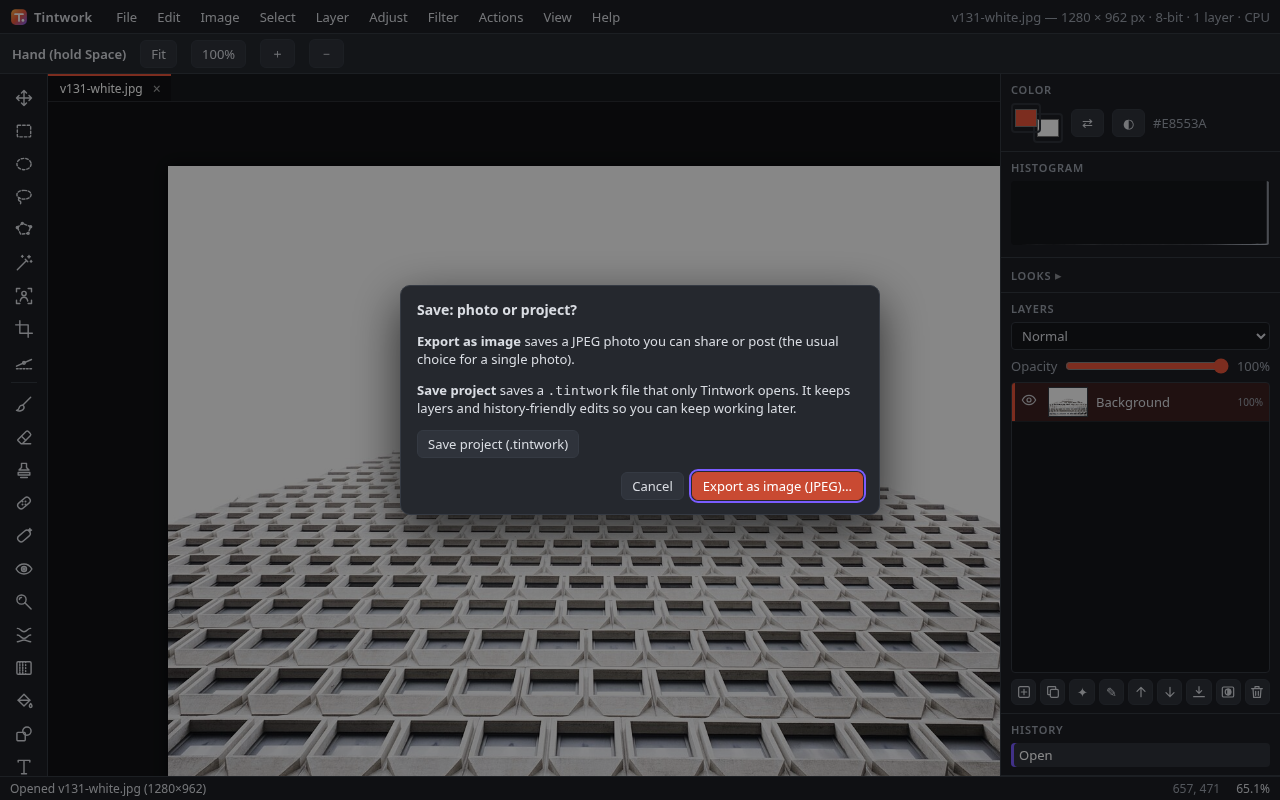 Tintwork File Edit Image Select Layer Adjust Filter Actions View Help v131-white.jpg — 1280 × 962 px · 8-bit · 1 layer · CPU
Hand (hold Space) Fit 100% + −
v131-white.jpg ×
COLOR
#E8553A
HISTOGRAM
LOOKS ▸
LAYERS
Normal
Opacity 100%
Background 100%
HISTORY
Open
Save: photo or project?
Export as image saves a JPEG photo you can share or post (the usual
choice for a single photo).
Save project saves a .tintwork file that only Tintwork opens. It keeps
layers and history-friendly edits so you can keep working later.
Save project (.tintwork)
Cancel Export as image (JPEG)…
Opened v131-white.jpg (1280×962) 657, 471 65.1%